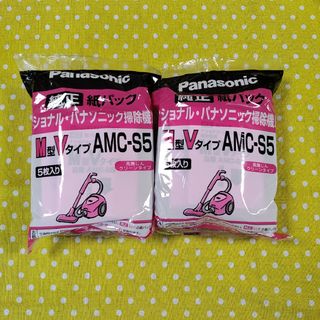 Panasonic
純正 紙パック
ショナル・パナソニック掃除機
M型Vタイプ AMC-S5
5枚入り
Panasonic
純正 紙パック
ショナル・パナソニック掃除機
型Vタイプ AMC-S5
枚入り